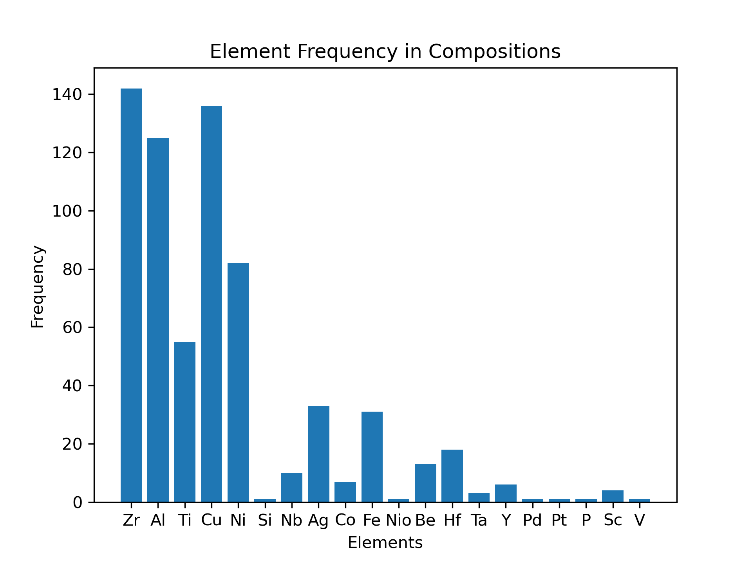 Element Frequency in Compositions
140
120
100
80
60
40
20
0
Frequency
Zr Al Ti Cu Ni Si Nb Ag Co Fe Nio Be Hf Ta Y Pd Pt P Sc V
Elements